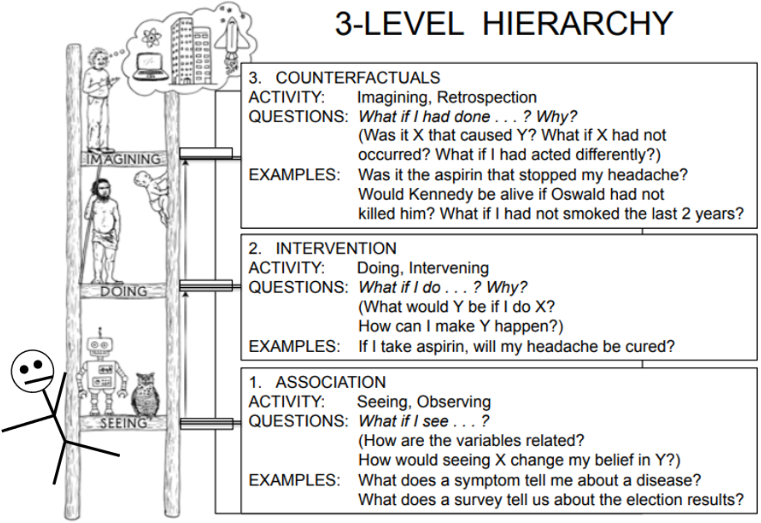 3-LEVEL HIERARCHY
3. COUNTERFACTUALS
ACTIVITY: Imagining, Retrospection
QUESTIONS: What if I had done . . . ? Why?
(Was it X that caused Y? What if X had not
occurred? What if I had acted differently?)
EXAMPLES: Was it the aspirin that stopped my headache?
Would Kennedy be alive if Oswald had not
killed him? What if I had not smoked the last 2 years?
IMAGINING
2. INTERVENTION
ACTIVITY: Doing, Intervening
QUESTIONS: What if I do . . . ? Why?
(What would Y be if I do X?
How can I make Y happen?)
EXAMPLES: If I take aspirin, will my headache be cured?
DOING
1. ASSOCIATION
ACTIVITY: Seeing, Observing
QUESTIONS: What if I see . . . ?
(How are the variables related?
How would seeing X change my belief in Y?)
EXAMPLES: What does a symptom tell me about a disease?
What does a survey tell us about the election results?
SEEING